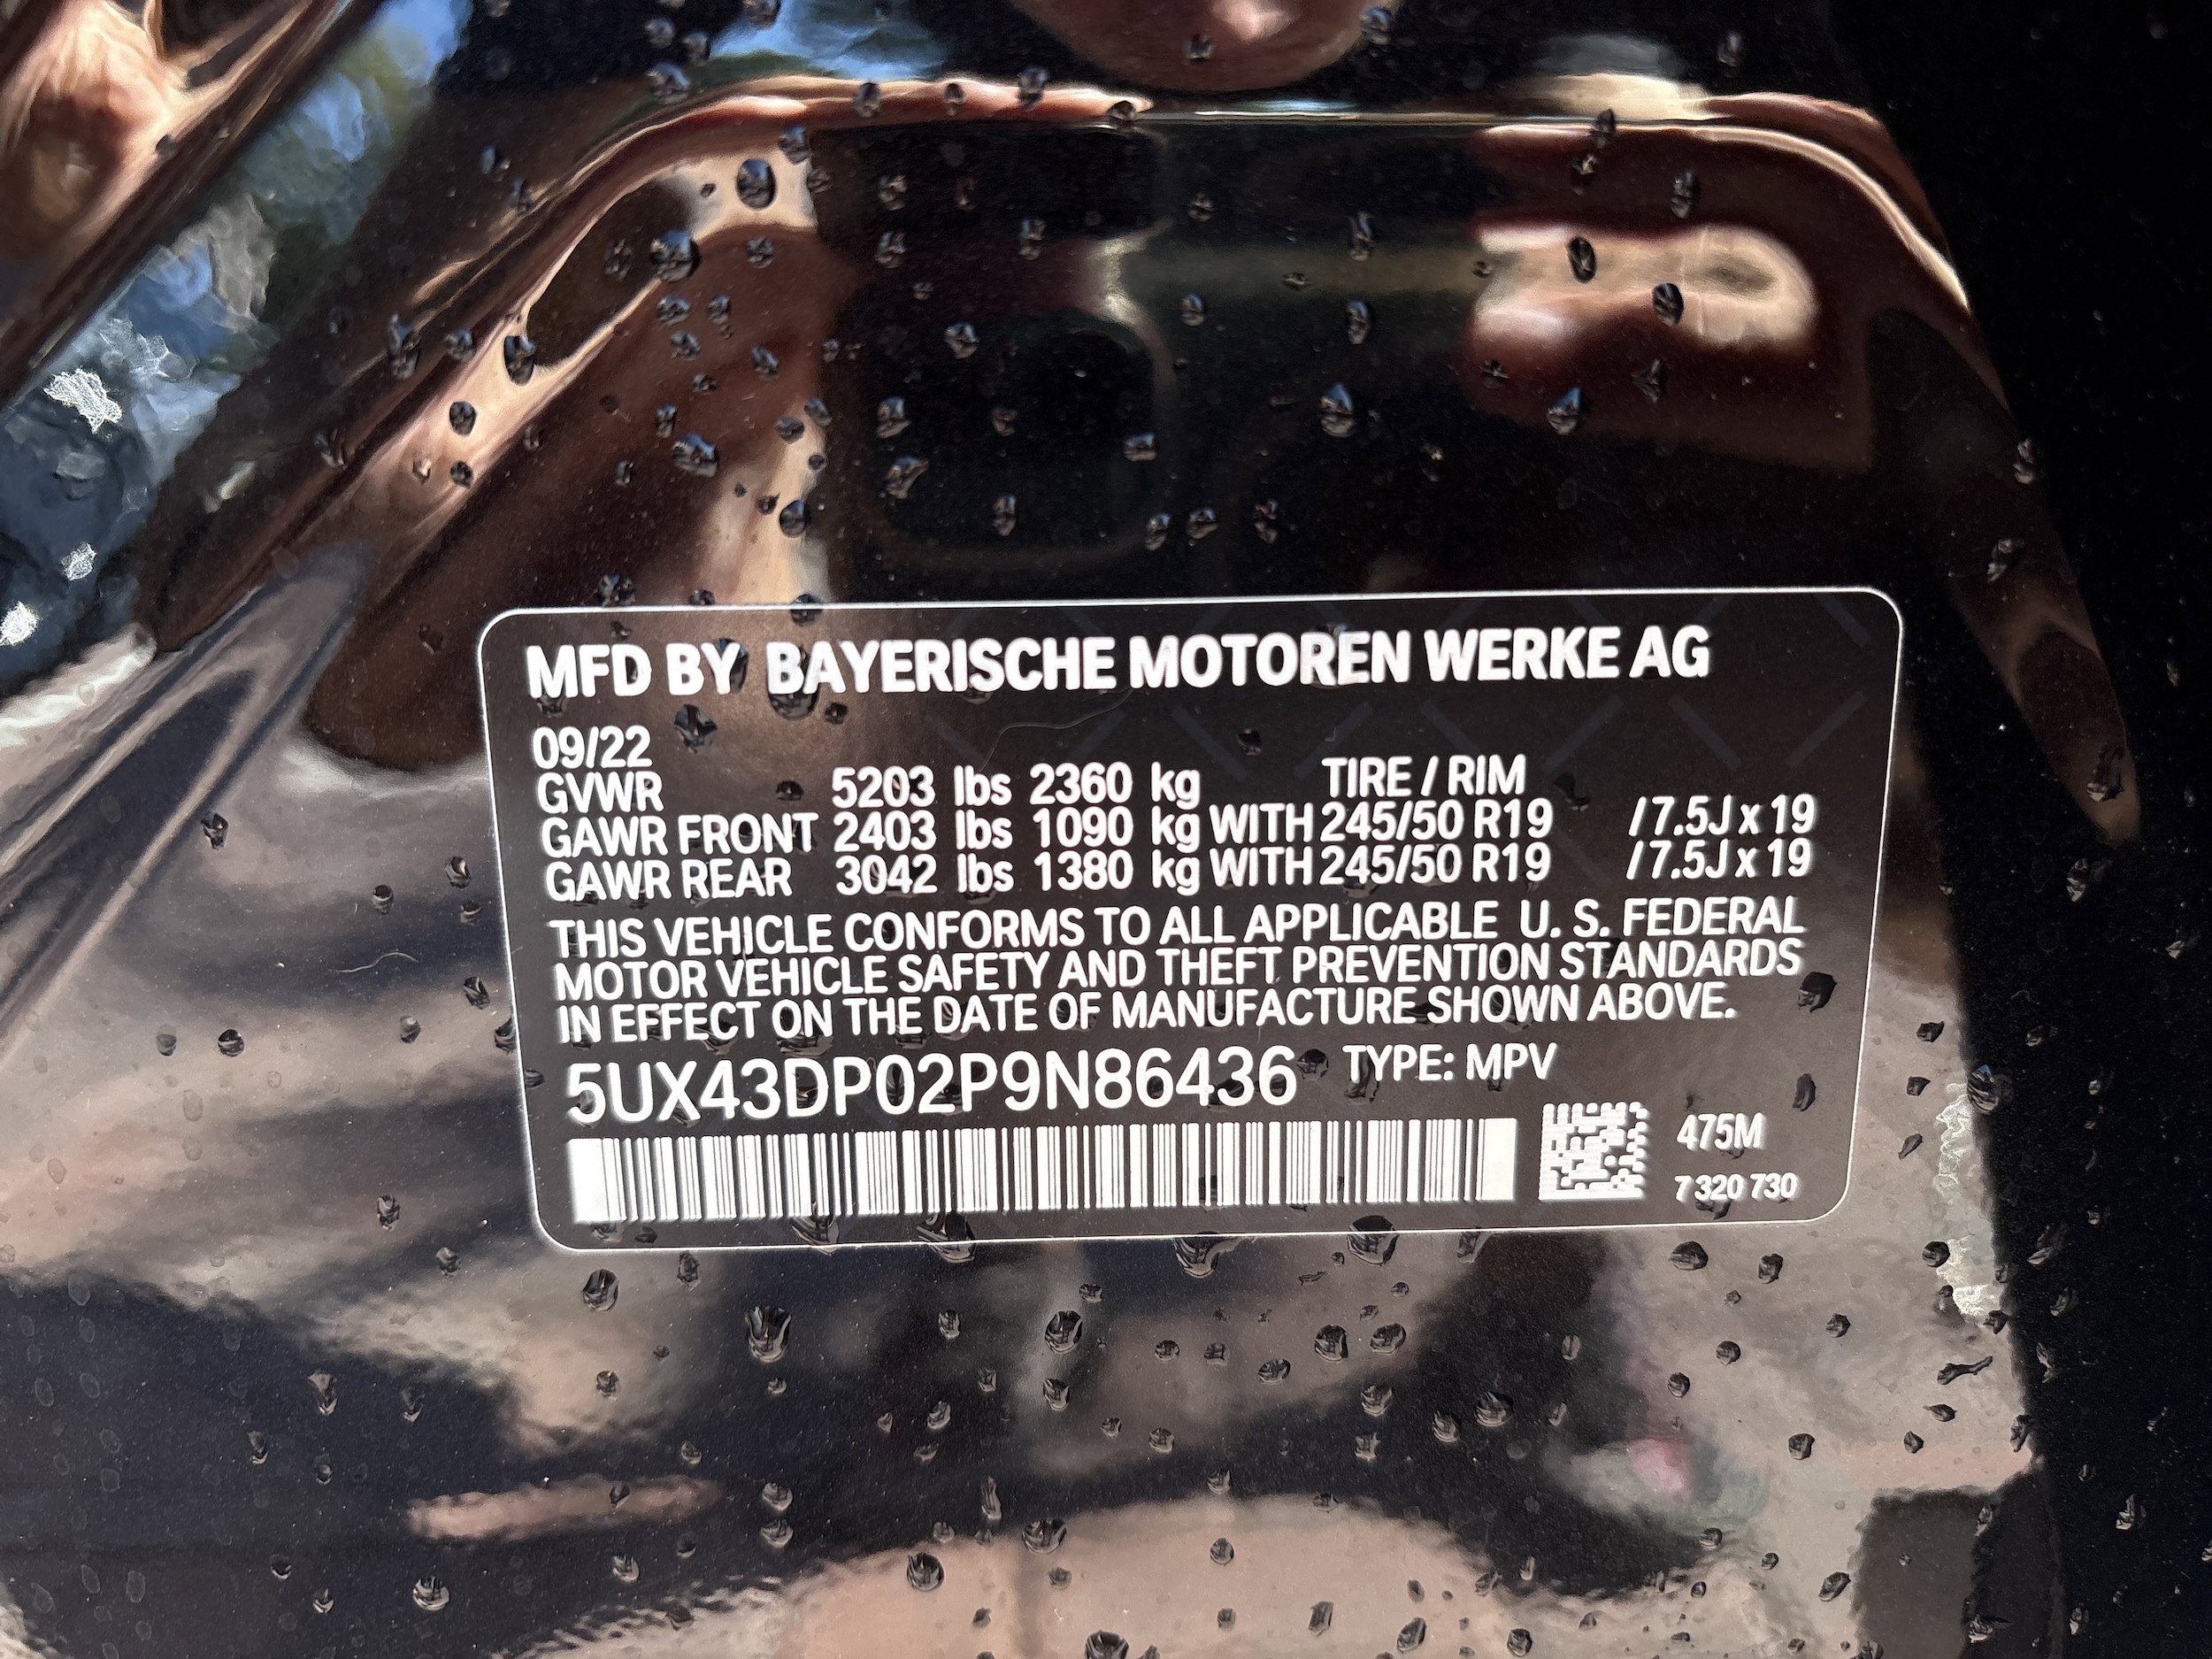 MFD BY BAYERISCHE MOTOREN WERKE AG
09/22
TIRE / RIM
GVWR 5203 lbs 2360 kg
GAWR FRONT 2403 lbs 1090 kg WITH 245/50 R19 / 7.5J x 19
GAWR REAR 3042 lbs 1380 kg WITH 245/50 R19 / 7.5J x 19
THIS VEHICLE CONFORMS TO ALL APPLICABLE U. S. FEDERAL
MOTOR VEHICLE SAFETY AND THEFT PREVENTION STANDARDS
IN EFFECT ON THE DATE OF MANUFACTURE SHOWN ABOVE.
5UX43DP02P9N86436 TYPE: MPV
475M
7 320 730